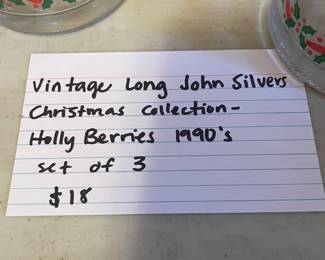 Vintage Long John Silvers
Christmas Collection-
Holly Berries 1990's
set of 3
$18